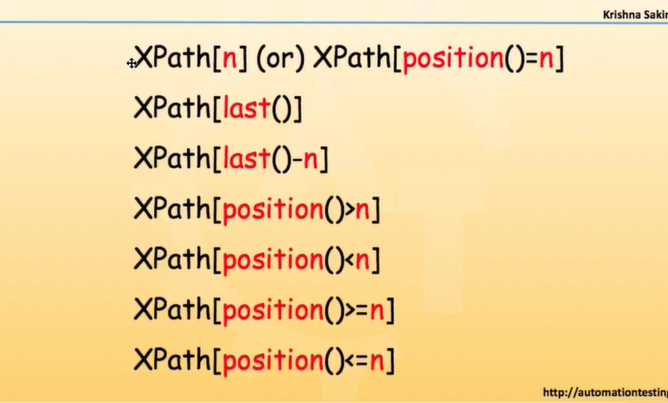 Krishna Sakin
XPath[n] (or) XPath[position()=n]
XPath[last()]
XPath[last()-n]
XPath[position()>n]
XPath[position()<n]
XPath[position()>=n]
XPath[position()<=n]
http://automationtesting